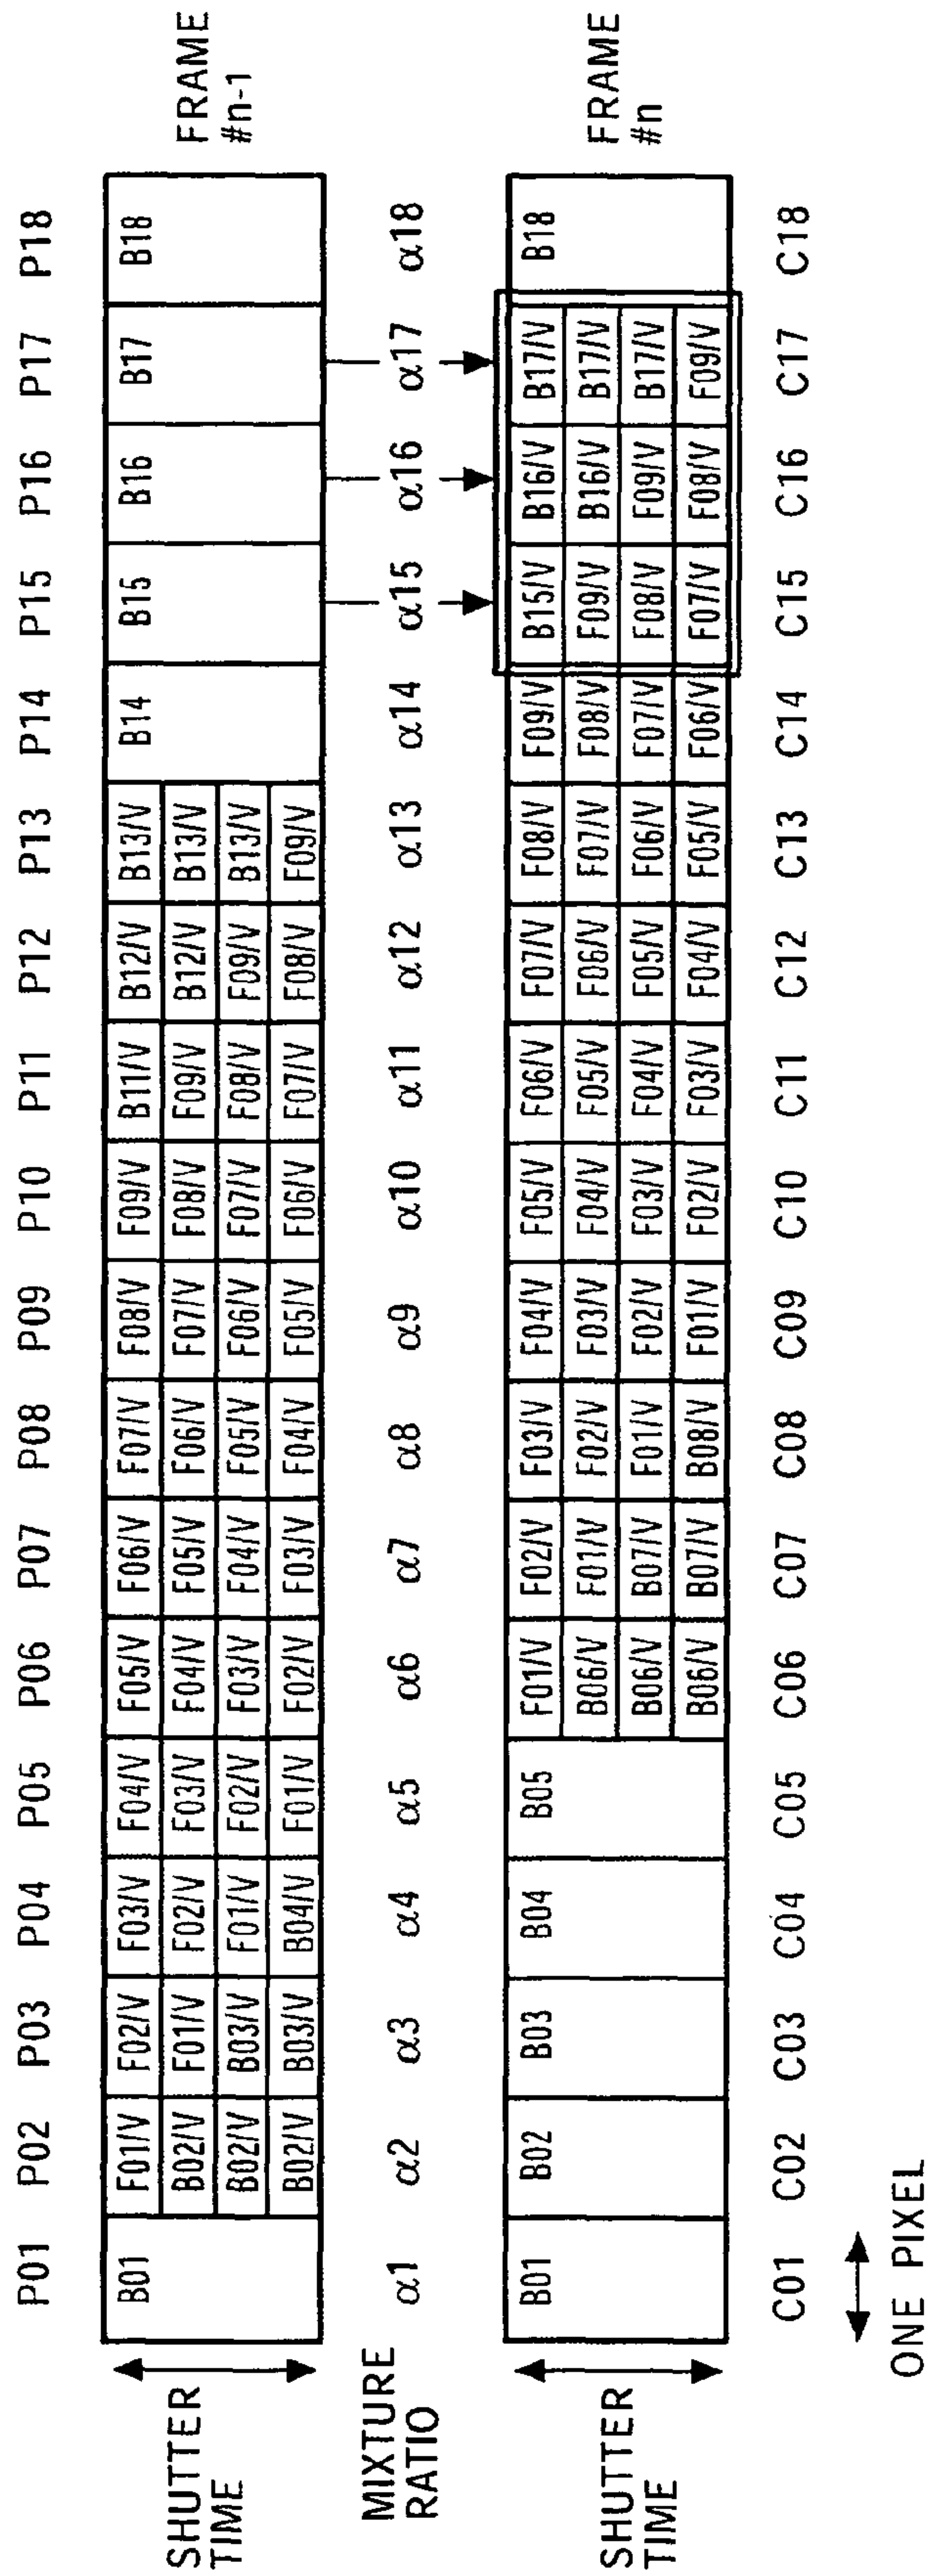 P01 P02 P03 P04 P05 P06 P07 P08 P09 P10 P11 P12 P13 P14 P15 P16 P17 P18
SHUTTER
TIME
B01 F01/V F02/V F03/V F04/V F05/V F06/V F07/V F08/V F09/V B11/V B12/V B13/V B14 B15 B16 B17 B18
B02/V F01/V F02/V F03/V F04/V F05/V F06/V F07/V F08/V F09/V B12/V B13/V
B02/V B03/V F01/V F02/V F03/V F04/V F05/V F06/V F07/V F08/V F09/V B13/V
B02/V B03/V B04/V F01/V F02/V F03/V F04/V F05/V F06/V F07/V F08/V F09/V
FRAME
#n-1
MIXTURE
RATIO
α1 α2 α3 α4 α5 α6 α7 α8 α9 α10 α11 α12 α13 α14 α15 α16 α17 α18
SHUTTER
TIME
B01 B02 B03 B04 B05 F01/V F02/V F03/V F04/V F05/V F06/V F07/V F08/V F09/V B15/V B16/V B17/V B18
B06/V F01/V F02/V F03/V F04/V F05/V F06/V F07/V F08/V F09/V B16/V B17/V
B06/V B07/V F01/V F02/V F03/V F04/V F05/V F06/V F07/V F08/V F09/V B17/V
B06/V B07/V B08/V F01/V F02/V F03/V F04/V F05/V F06/V F07/V F08/V F09/V
FRAME
#n
C01 C02 C03 C04 C05 C06 C07 C08 C09 C10 C11 C12 C13 C14 C15 C16 C17 C18
ONE PIXEL